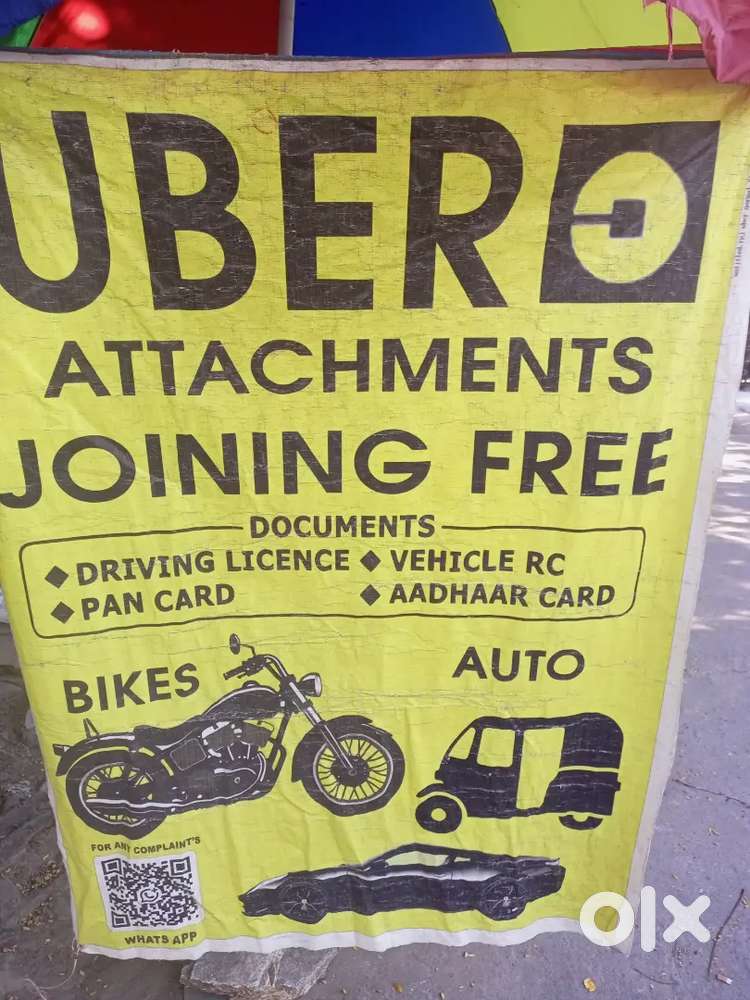 UBER
ATTACHMENTS
JOINING FREE
DOCUMENTS
DRIVING LICENCE
VEHICLE RC
PAN CARD
AADHAAR CARD
BIKES
AUTO
FOR ANY COMPLAINT'S
WHATS APP
olx